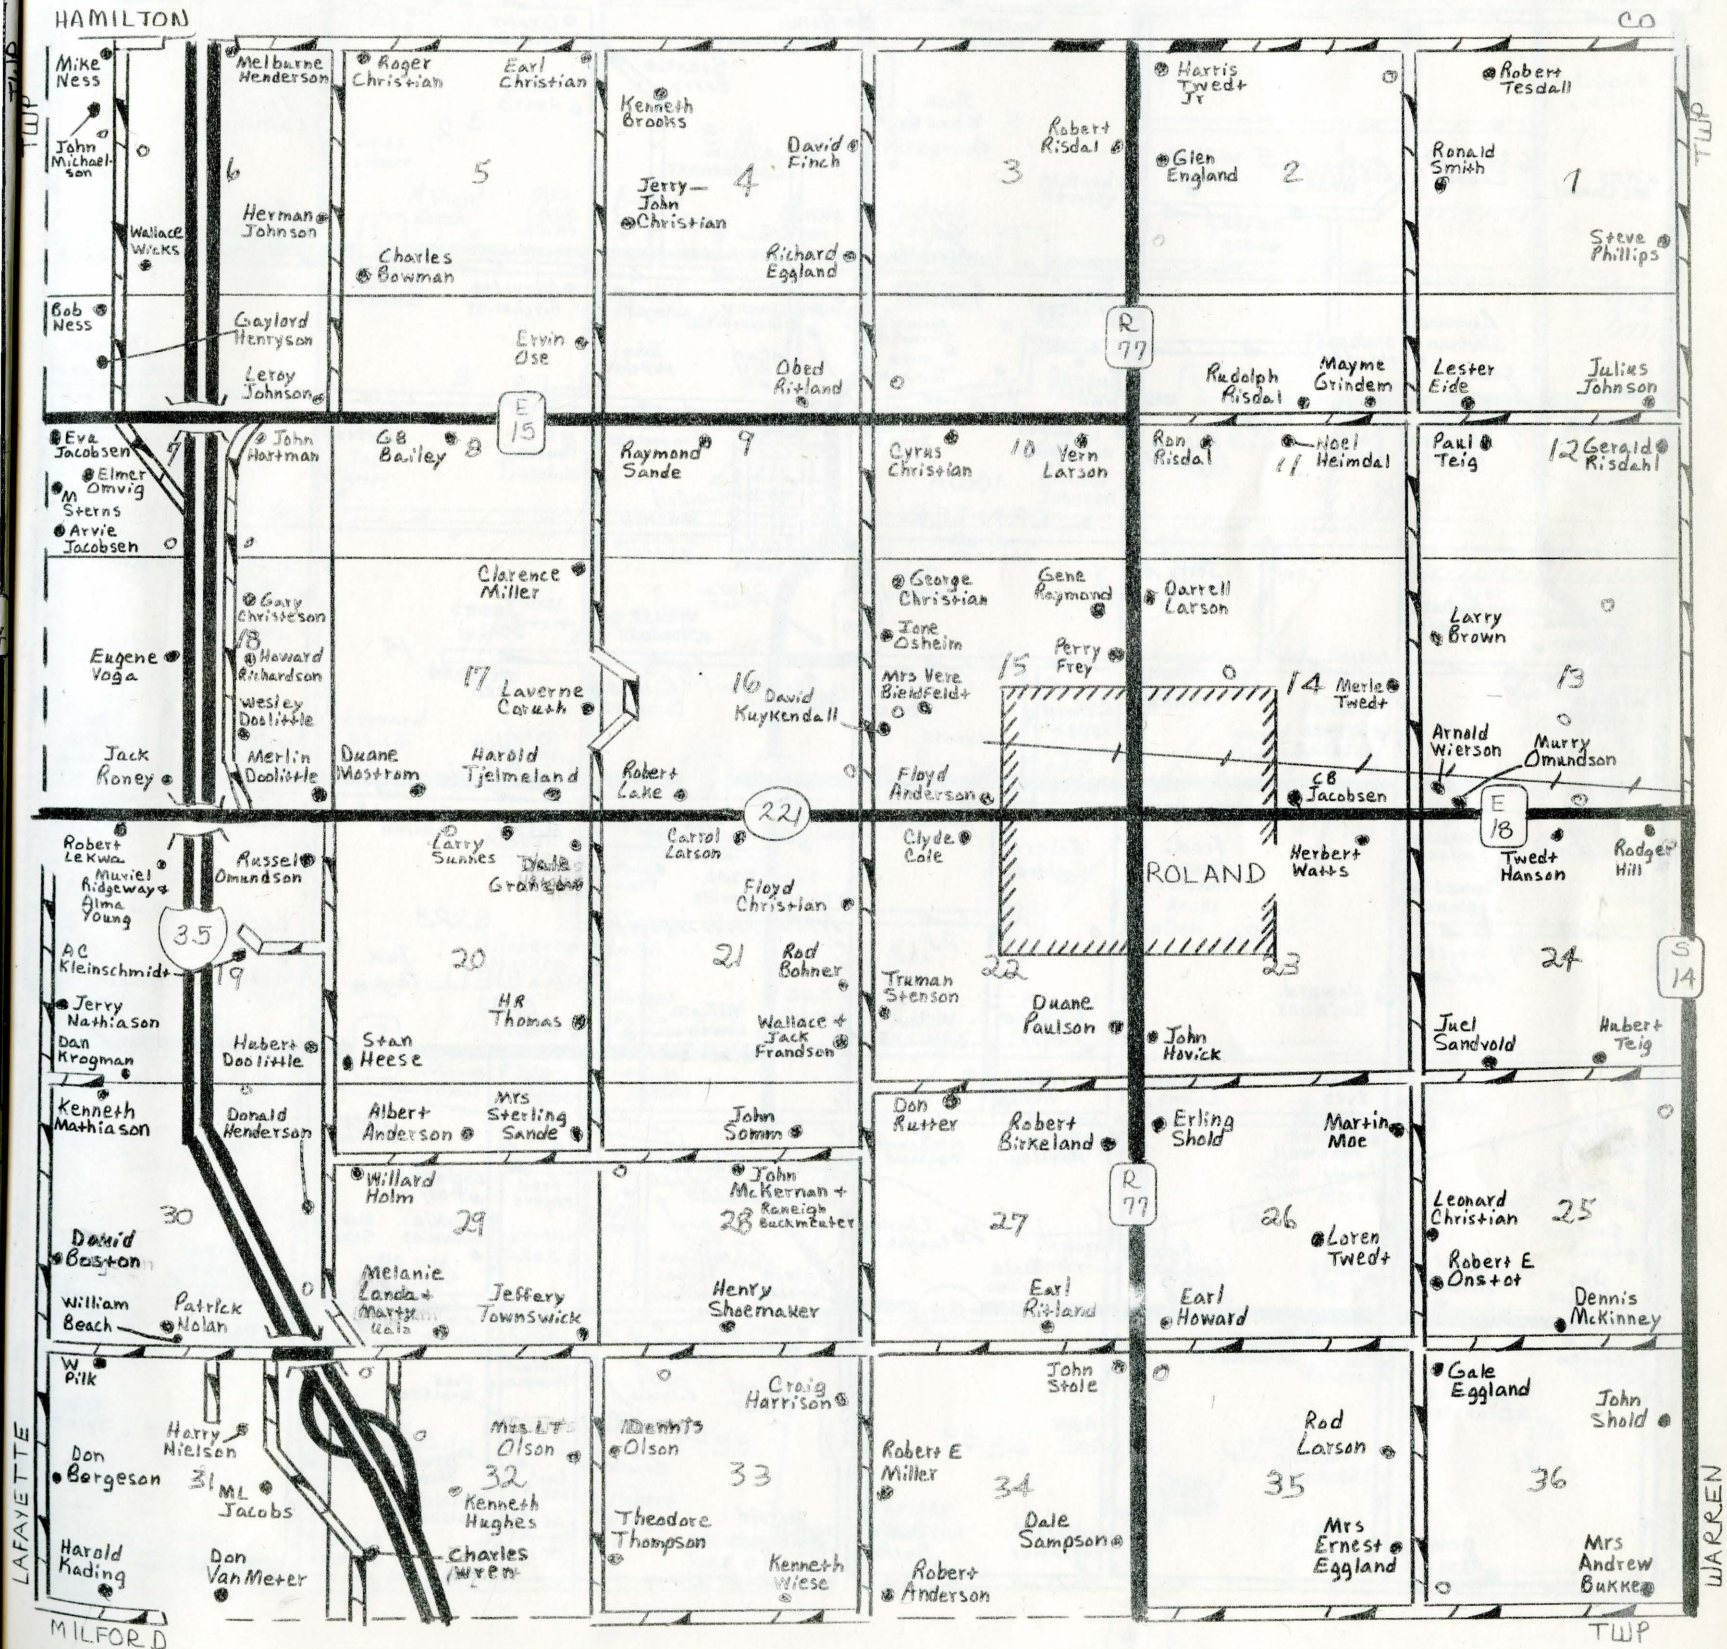 HAMILTON
CO
TWP
TWP
Mike
Ness
John
Michael-
son
Wallace
Wicks
Melburne
Henderson
6
Herman
Johnson
Roger
Christian
Earl
Christian
5
Charles
Bowman
Kenneth
Brooks
David
Finch
4
Jerry-
John
Christian
Richard
Eggland
Robert
Risdal
3
Harris
Twedt
Jr
Glen
England
2
Robert
Tesdall
Ronald
Smith
1
Steve
Phillips
Bob
Ness
Gaylord
Henryson
Leroy
Johnson
Ervin
Ose
Obed
Ritland
R
77
Rudolph
Risdal
Mayme
Grindem
Lester
Eide
Julius
Johnson
E
15
Eva
Jacobsen
7
Elmer
Omvig
M
Sterns
Arvie
Jacobsen
John
Hartman
GB
Bailey
8
Raymond
Sande
9
Cyrus
Christian
10
Vern
Larson
Ron
Risdal
11
Noel
Heimdal
Paul
Teig
12
Gerald
Risdahl
Clarence
Miller
Gary
Christeson
18
Howard
Richardson
Wesley
Doolittle
Merlin
Doolittle
Eugene
Voga
Jack
Roney
17
Laverne
Coruth
Duane
Mostrom
Harold
Tjelmeland
16
David
Kuykendall
Robert
Lake
George
Christian
Gene
Raymond
Ione
Osheim
Perry
Frey
15
Mrs Vere
Bieldfeldt
Floyd
Anderson
Darrell
Larson
14
Merle
Twedt
CB
Jacobsen
Larry
Brown
13
Arnold
Wierson
Murry
Omundson
221
E
18
Robert
Lekwa
Muriel
Ridgeway +
Alma
Young
Russel
Omundson
35
AC
Kleinschmidt
19
Jerry
Nathiason
Dan
Krogman
Hubert
Doolittle
Larry
Sunnes
Dale
20
HR
Thomas
Stan
Heese
Carrol
Larson
Floyd
Christian
21
Rod
Bohner
Wallace +
Jack
Frandson
Clyde
Cole
Truman
Stenson
22
Duane
Paulson
ROLAND
Herbert
Watts
23
John
Hovick
Twedt
Hanson
Rodger
Hill
24
S
14
Juel
Sandvold
Hubert
Teig
Kenneth
Mathiason
Donald
Henderson
30
David
Boston
William
Beach
Patrick
Nolan
Albert
Anderson
Mrs
Sterling
Sande
Willard
Holm
29
Melanie
Landa +
Marty
Jeffery
Townswick
John
Somm
John
McKernan +
Raneigh
Buckmeuter
28
Henry
Shoemaker
Don
Rutter
Robert
Birkeland
27
Earl
Ritland
R
77
Erling
Shold
Martin
Moe
26
Loren
Twedt
Earl
Howard
Leonard
Christian
25
Robert E
Onstot
Dennis
McKinney
W
Pilk
Harry
Nielson
Don
Borgeson
31
ML
Jacobs
Harold
Kading
Don
VanMeter
Mrs LT
Olson
32
Kenneth
Hughes
Charles
Wren
Craig
Harrison
Dennis
Olson
33
Theodore
Thompson
Kenneth
Wiese
John
Stole
Robert E
Miller
34
Dale
Sampson
Robert
Anderson
Rod
Larson
35
Mrs
Ernest
Eggland
Gale
Eggland
John
Shold
36
Mrs
Andrew
Bukke
LAFAYETTE
WARREN
MILFORD
TWP